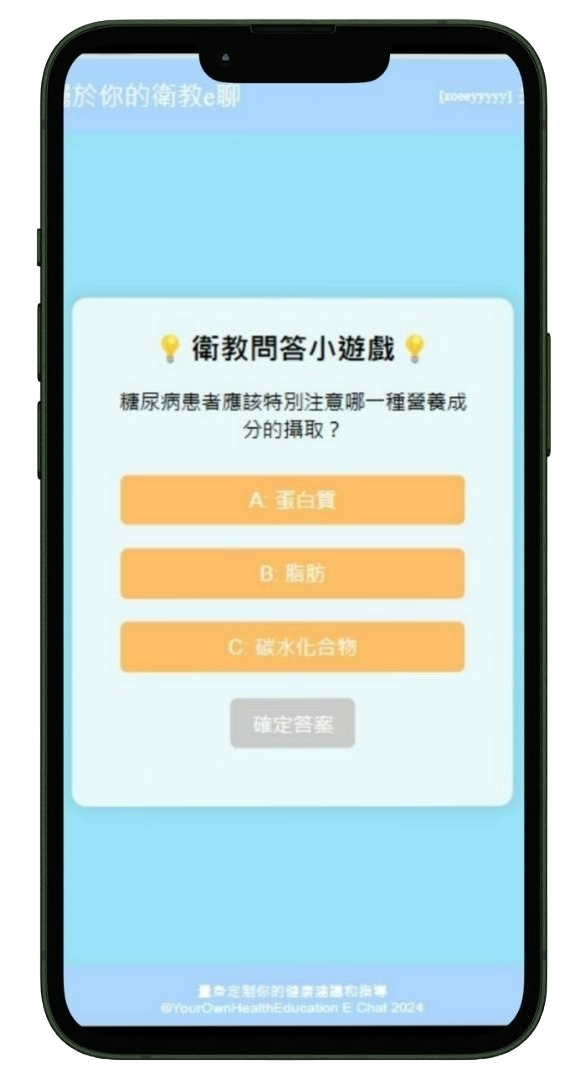 屬於你的衛教e聊
[zoeeyyyyy]
💡 衛教問答小遊戲 💡
糖尿病患者應該特別注意哪一種營養成
分的攝取？
A: 蛋白質
B: 脂肪
C: 碳水化合物
確定答案
量身定制你的健康建議和指導
©YourOwnHealthEducation E Chat 2024